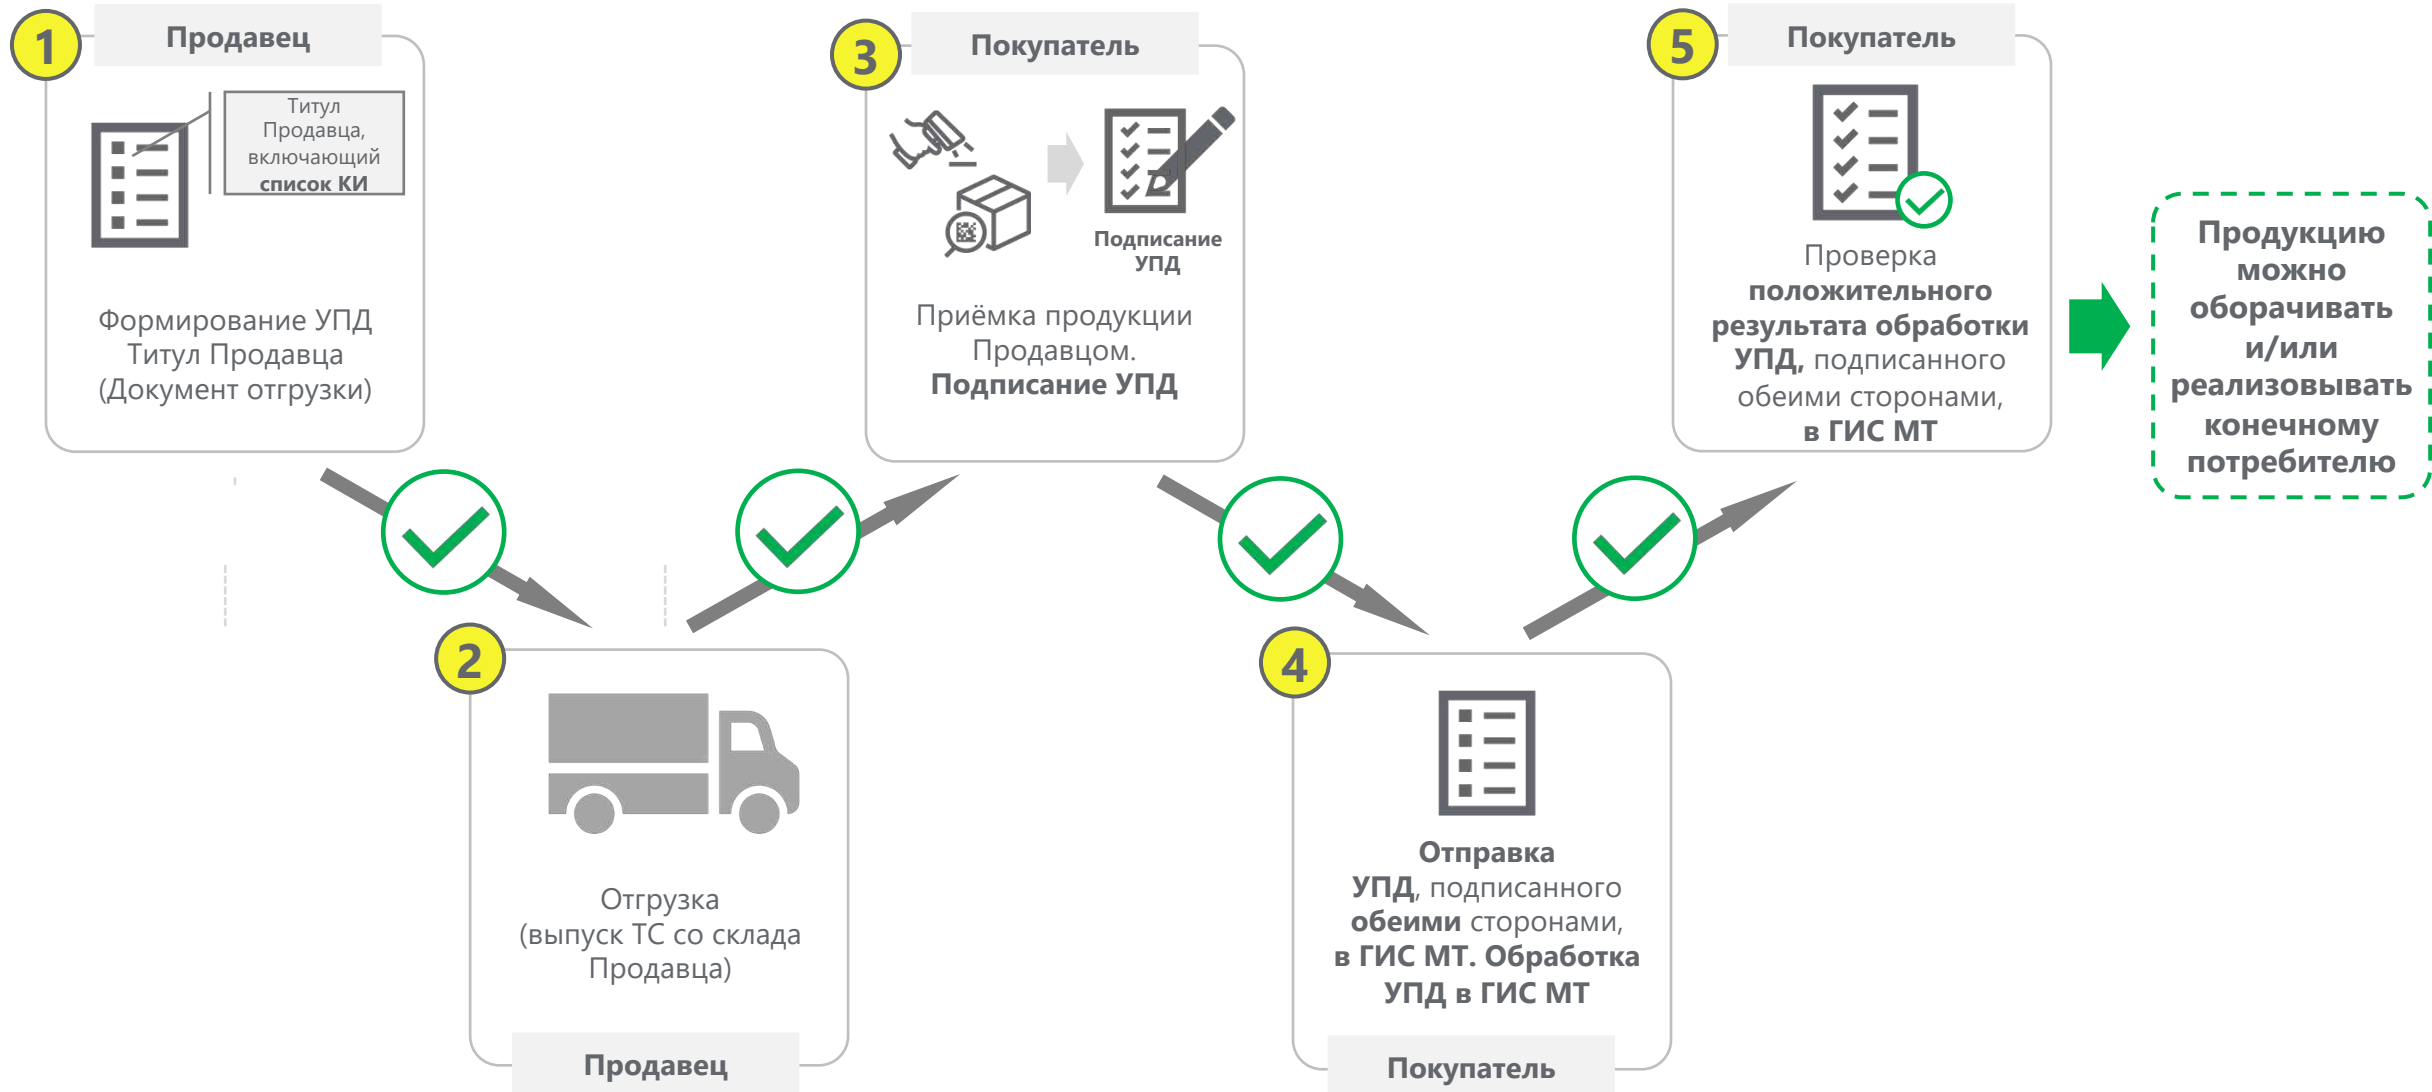 1
Продавец
Титул
Продавца,
включающий
список КИ
Формирование УПД
Титул Продавца
(Документ отгрузки)
2
Отгрузка
(выпуск ТС со склада
Продавца)
Продавец
3
Покупатель
Подписание
УПД
Приёмка продукции
Продавцом.
Подписание УПД
4
Отправка
УПД, подписанного
обеими сторонами,
в ГИС МТ. Обработка
УПД в ГИС МТ
Покупатель
5
Покупатель
Проверка
положительного
результата обработки
УПД, подписанного
обеими сторонами,
в ГИС МТ
Продукцию
можно
оборачивать
и/или
реализовывать
конечному
потребителю